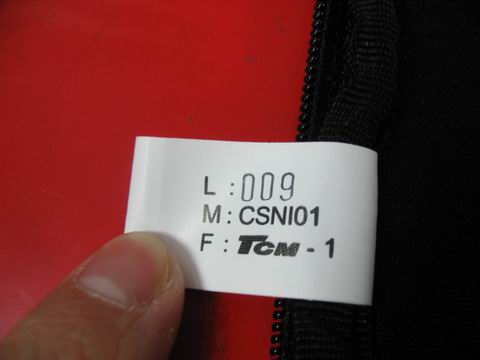 L : 009
M : CSNI01
F : TCM - 1